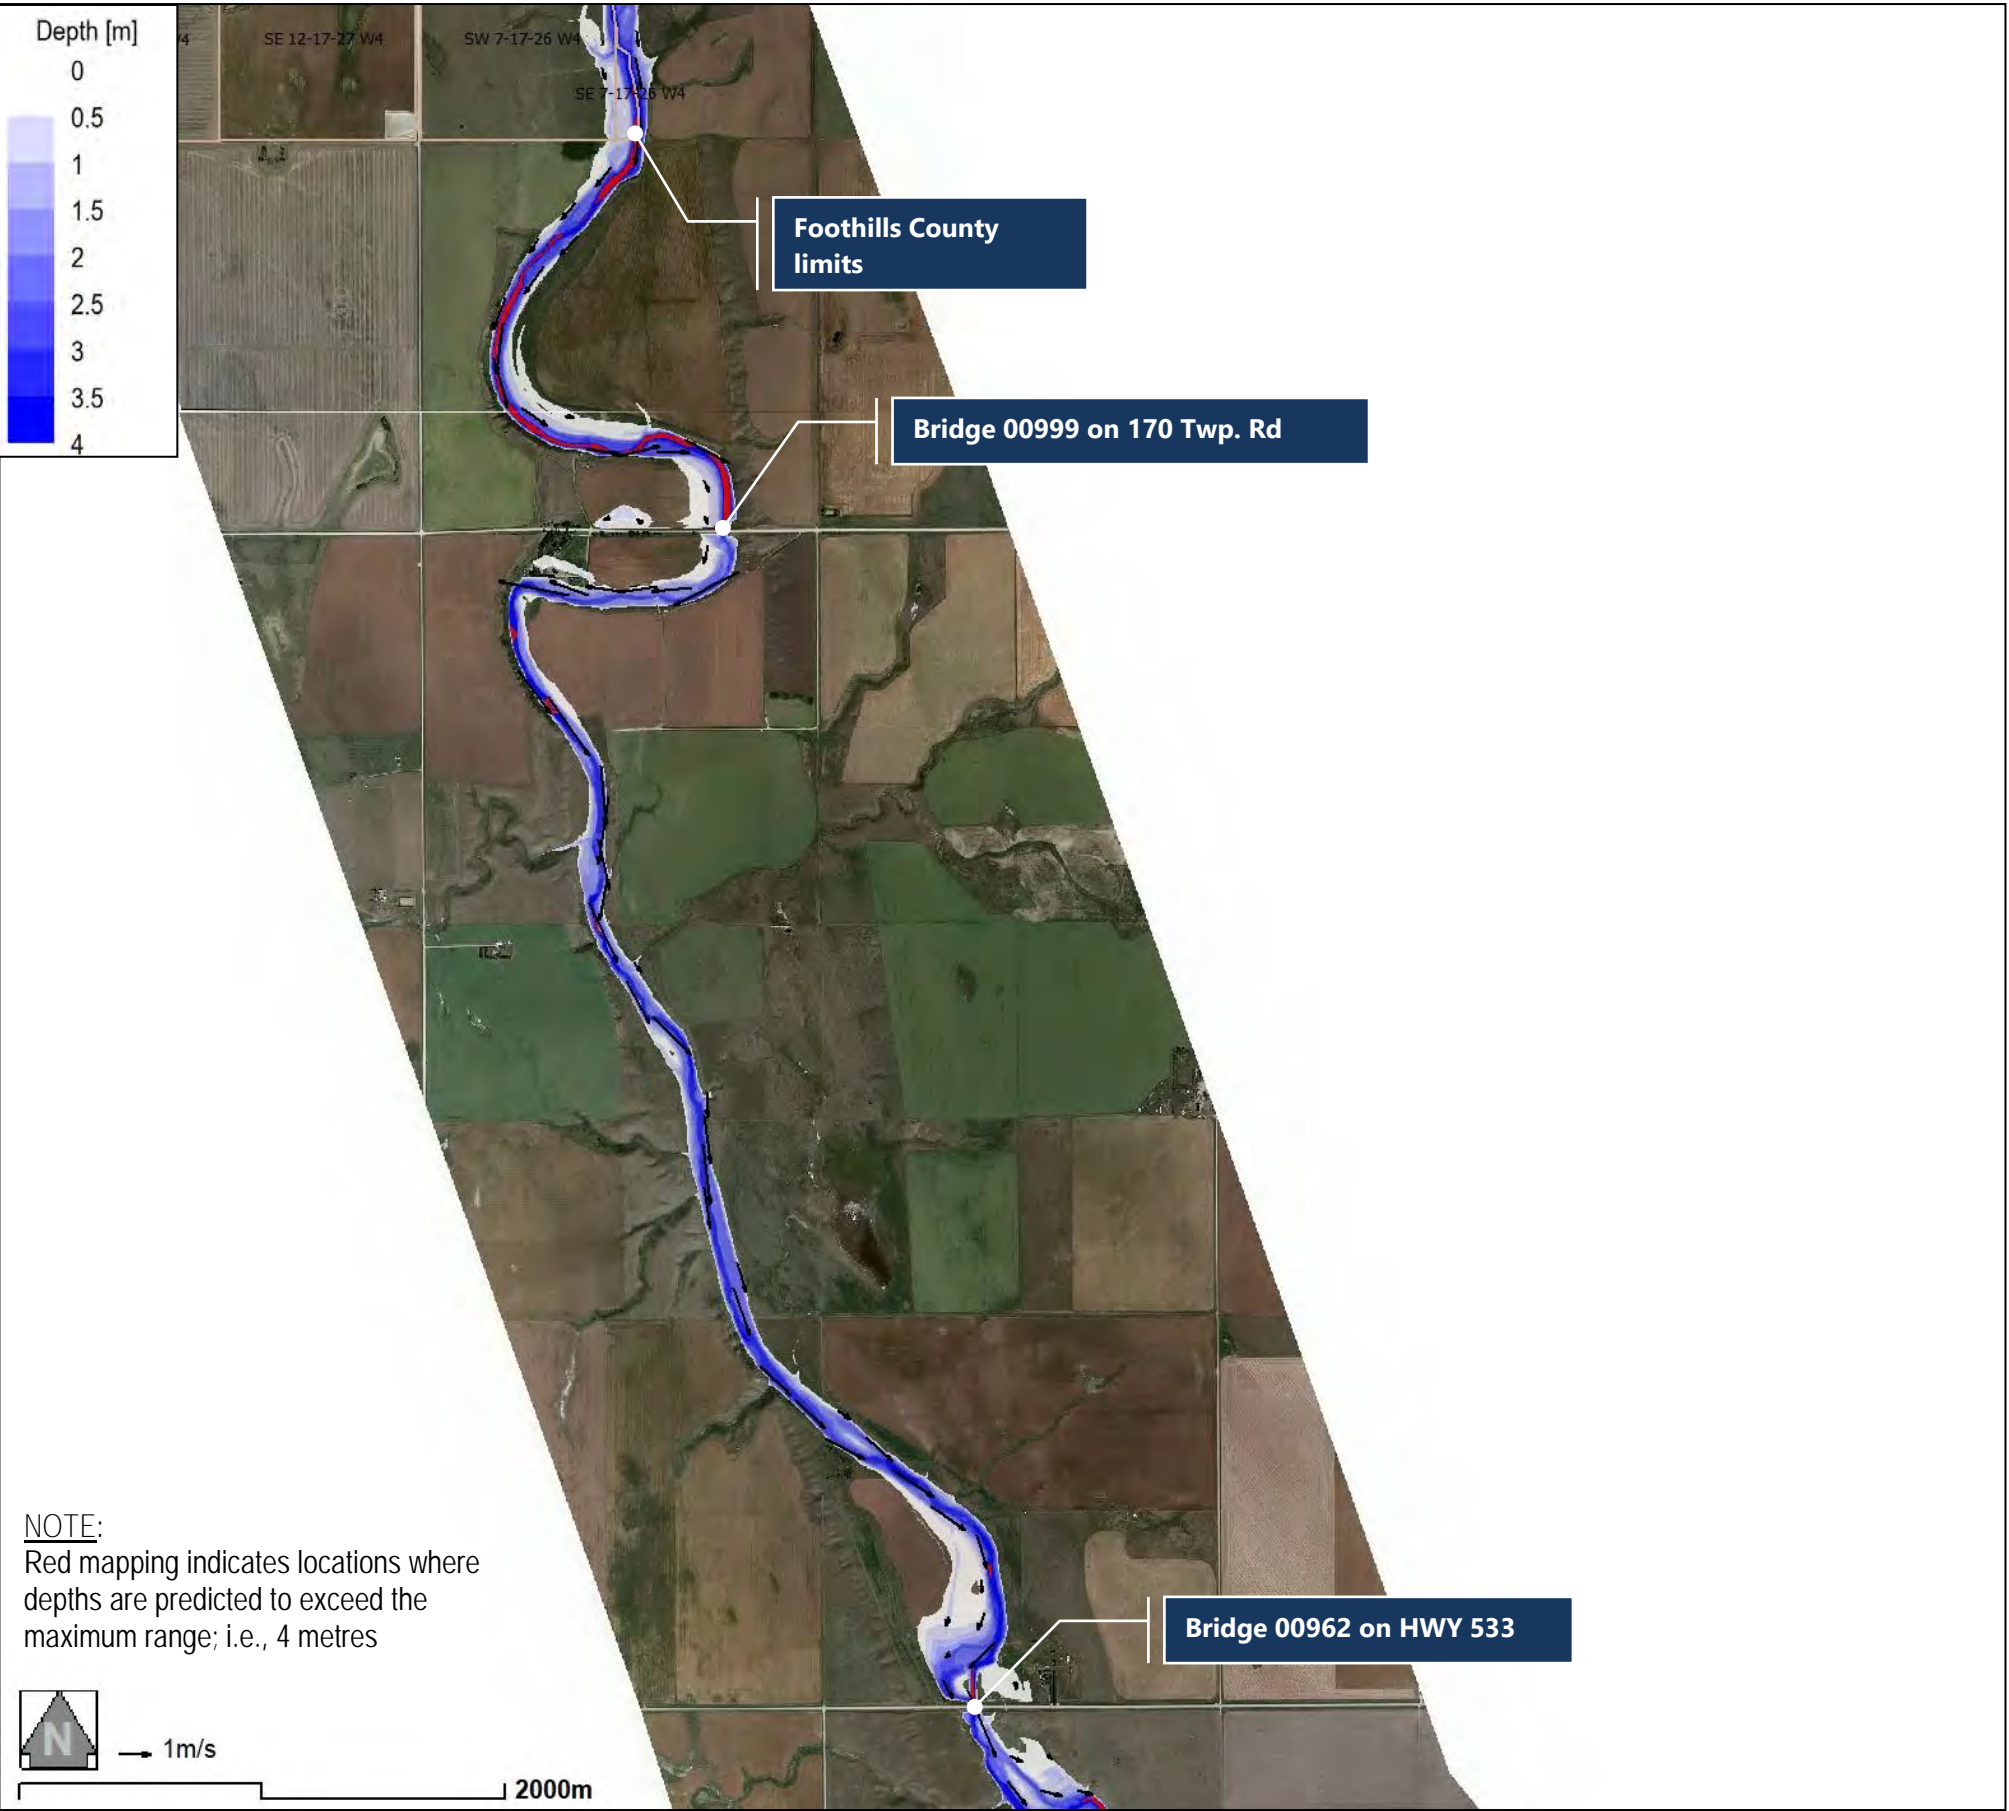 Depth [m]
0
0.5
1
1.5
2
2.5
3
3.5
4
/4
SE 12-17-27 W4
SW 7-17-26 W4
SE 7-17-26 W4
Foothills County
limits
Bridge 00999 on 170 Twp. Rd
Bridge 00962 on HWY 533
NOTE:
Red mapping indicates locations where
depths are predicted to exceed the
maximum range; i.e., 4 metres
N
1m/s
2000m